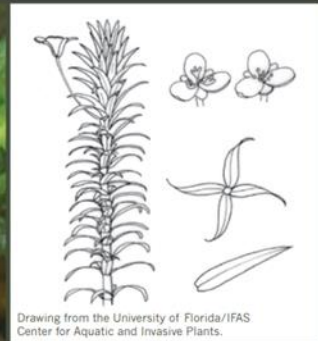 Drawing from the University of Florida/IFAS
Center for Aquatic and Invasive Plants.